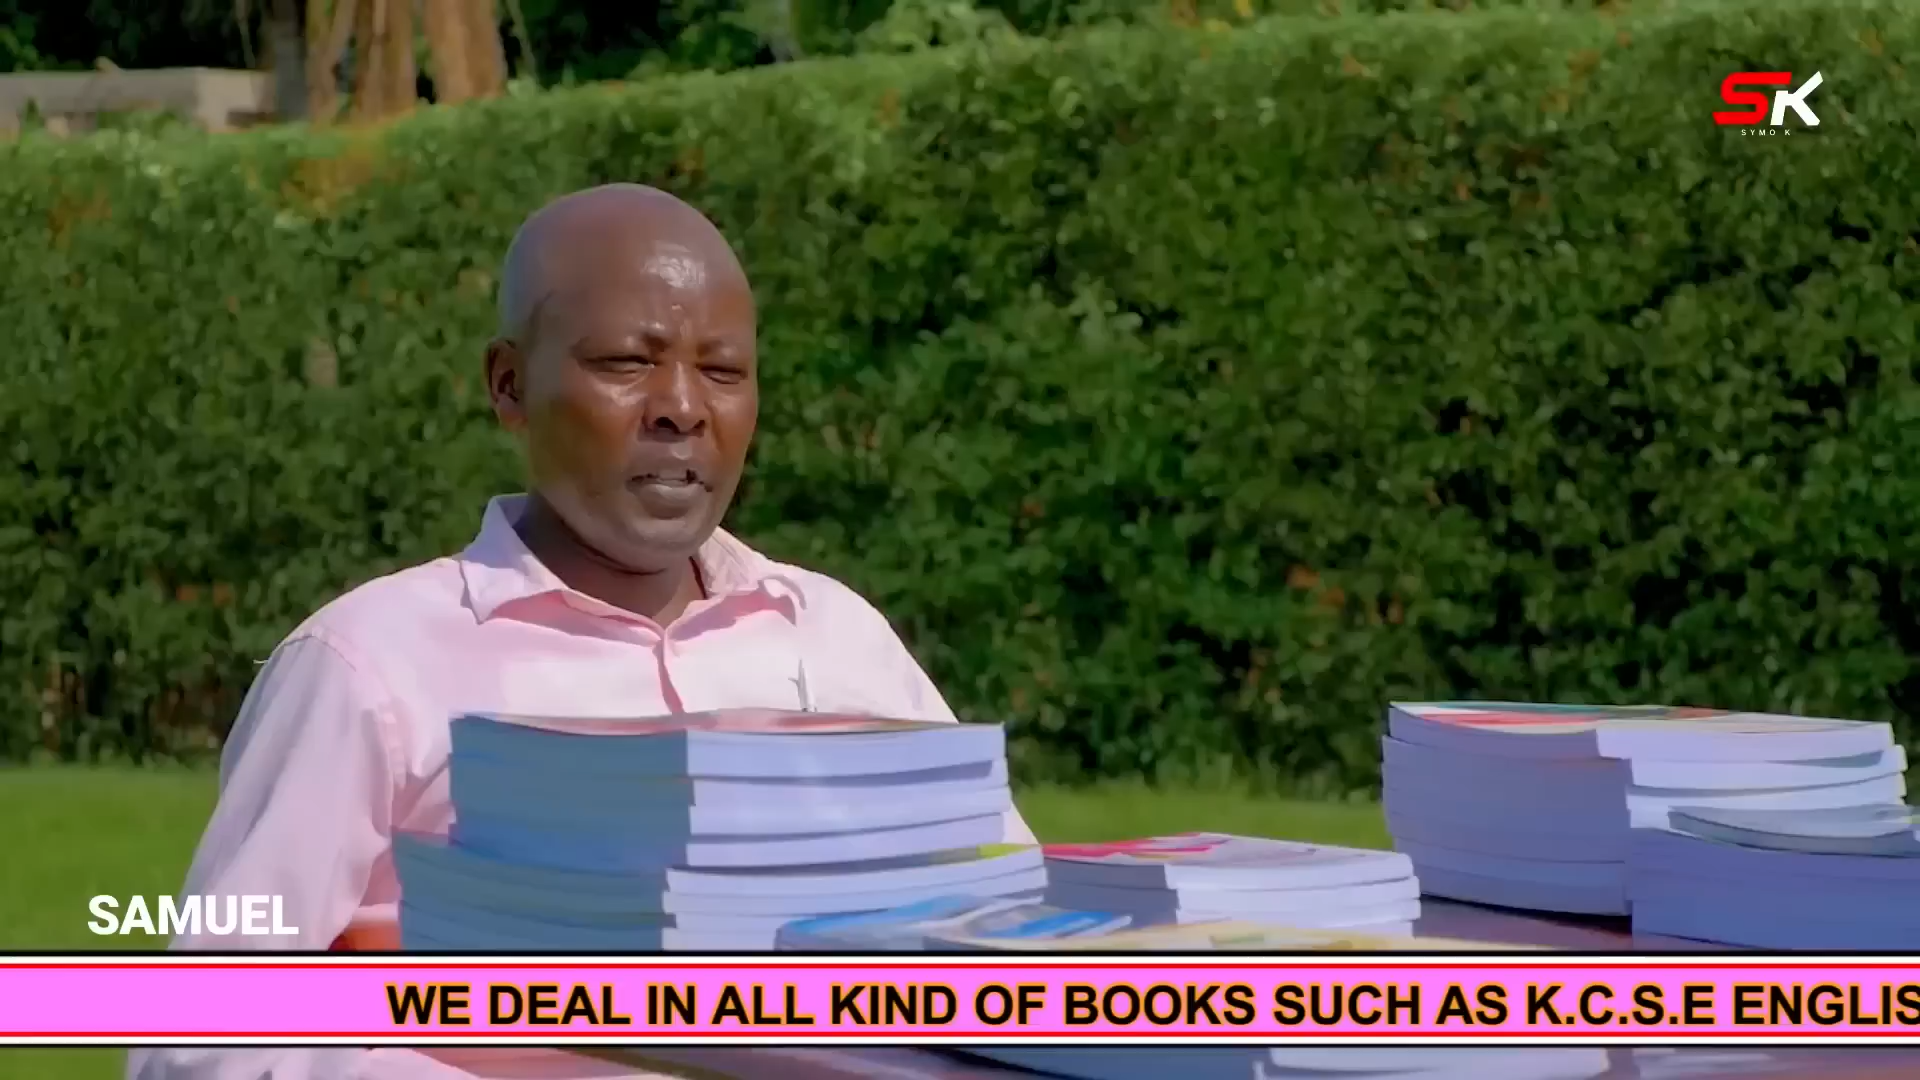 SK
SYMO K
SAMUEL
WE DEAL IN ALL KIND OF BOOKS SUCH AS K.C.S.E ENGLIS